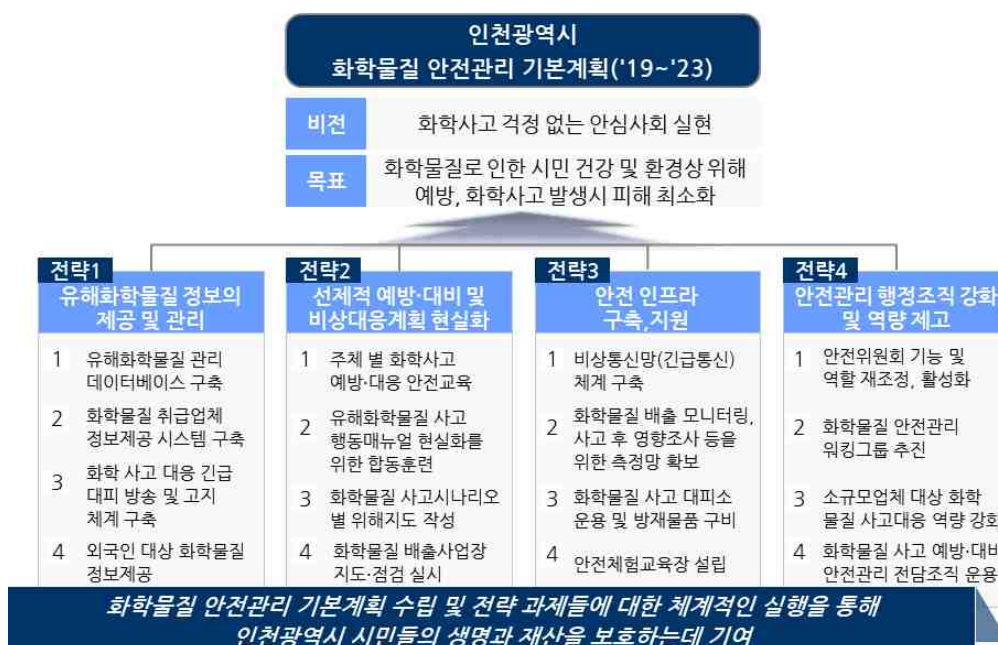 인천광역시
화학물질 안전관리 기본계획('19~'23)
비전
화학사고 걱정 없는 안심사회 실현
목표
화학물질로 인한 시민 건강 및 환경상 위해
예방, 화학사고 발생시 피해 최소화
전략1
유해화학물질 정보의
제공 및 관리
1 유해화학물질 관리
데이터베이스 구축
2 화학물질 취급업체
정보제공 시스템 구축
3 화학 사고 대응 긴급
대피 방송 및 고지
체계 구축
4 외국인 대상 화학물질
정보제공
전략2
선제적 예방·대비 및
비상대응계획 현실화
1 주체 별 화학사고
예방·대응 안전교육
2 유해화학물질 사고
행동매뉴얼 현실화를
위한 합동훈련
3 화학물질 사고시나리오
별 위해지도 작성
4 화학물질 배출사업장
지도·점검 실시
전략3
안전 인프라
구축,지원
1 비상통신망(긴급통신)
체계 구축
2 화학물질 배출 모니터링,
사고 후 영향조사 등을
위한 측정망 확보
3 화학물질 사고 대피소
운용 및 방재물품 구비
4 안전체험교육장 설립
전략4
안전관리 행정조직 강화
및 역량 제고
1 안전위원회 기능 및
역할 재조정, 활성화
2 화학물질 안전관리
워킹그룹 추진
3 소규모업체 대상 화학
물질 사고대응 역량 강화
4 화학물질 사고 예방·대비
안전관리 전담조직 운용
화학물질 안전관리 기본계획 수립 및 전략 과제들에 대한 체계적인 실행을 통해
인천광역시 시민들의 생명과 재산을 보호하는데 기여